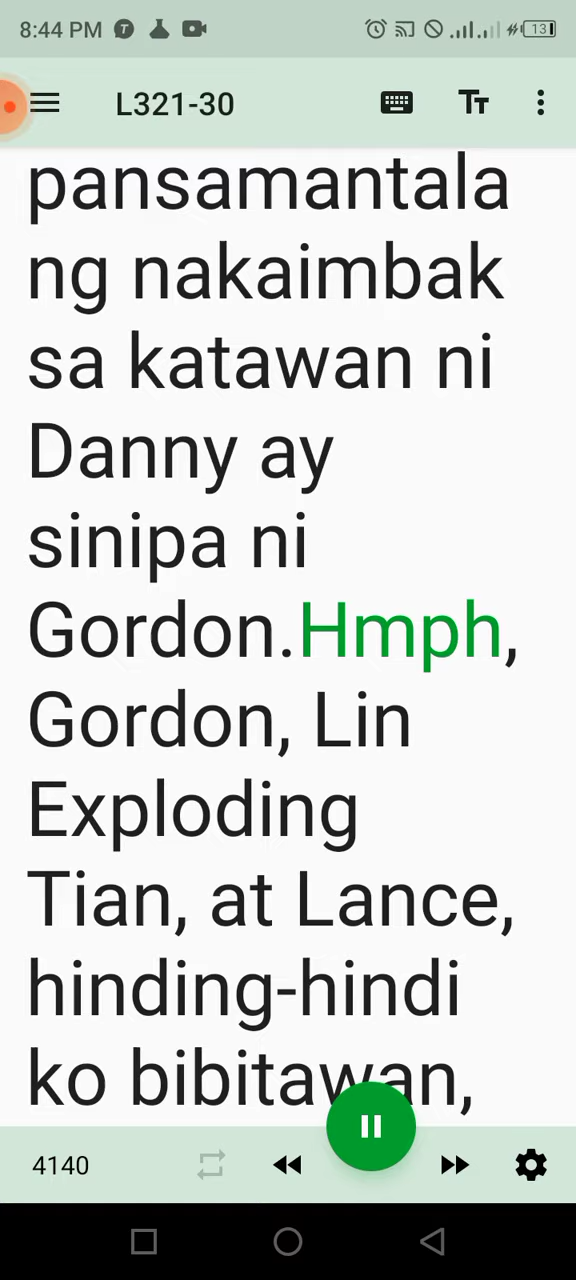 8:44 PM
13
L321-30
pansamantala
ng nakaimbak
sa katawan ni
Danny ay
sinipa ni
Gordon.Hmph,
Gordon, Lin
Exploding
Tian, at Lance,
hinding-hindi
ko bibitawan,
4140